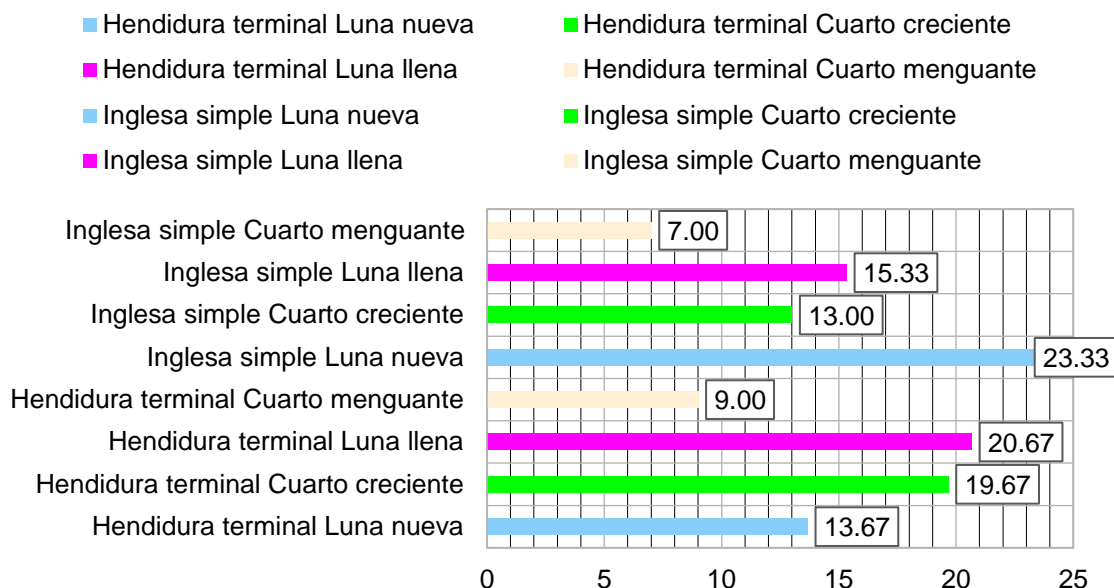 Hendidura terminal Luna nueva
Hendidura terminal Cuarto creciente
Hendidura terminal Luna llena
Hendidura terminal Cuarto menguante
Inglesa simple Luna nueva
Inglesa simple Cuarto creciente
Inglesa simple Luna llena
Inglesa simple Cuarto menguante
Inglesa simple Cuarto menguante 7.00
Inglesa simple Luna llena 15.33
Inglesa simple Cuarto creciente 13.00
Inglesa simple Luna nueva 23.33
Hendidura terminal Cuarto menguante 9.00
Hendidura terminal Luna llena 20.67
Hendidura terminal Cuarto creciente 19.67
Hendidura terminal Luna nueva 13.67
0 5 10 15 20 25